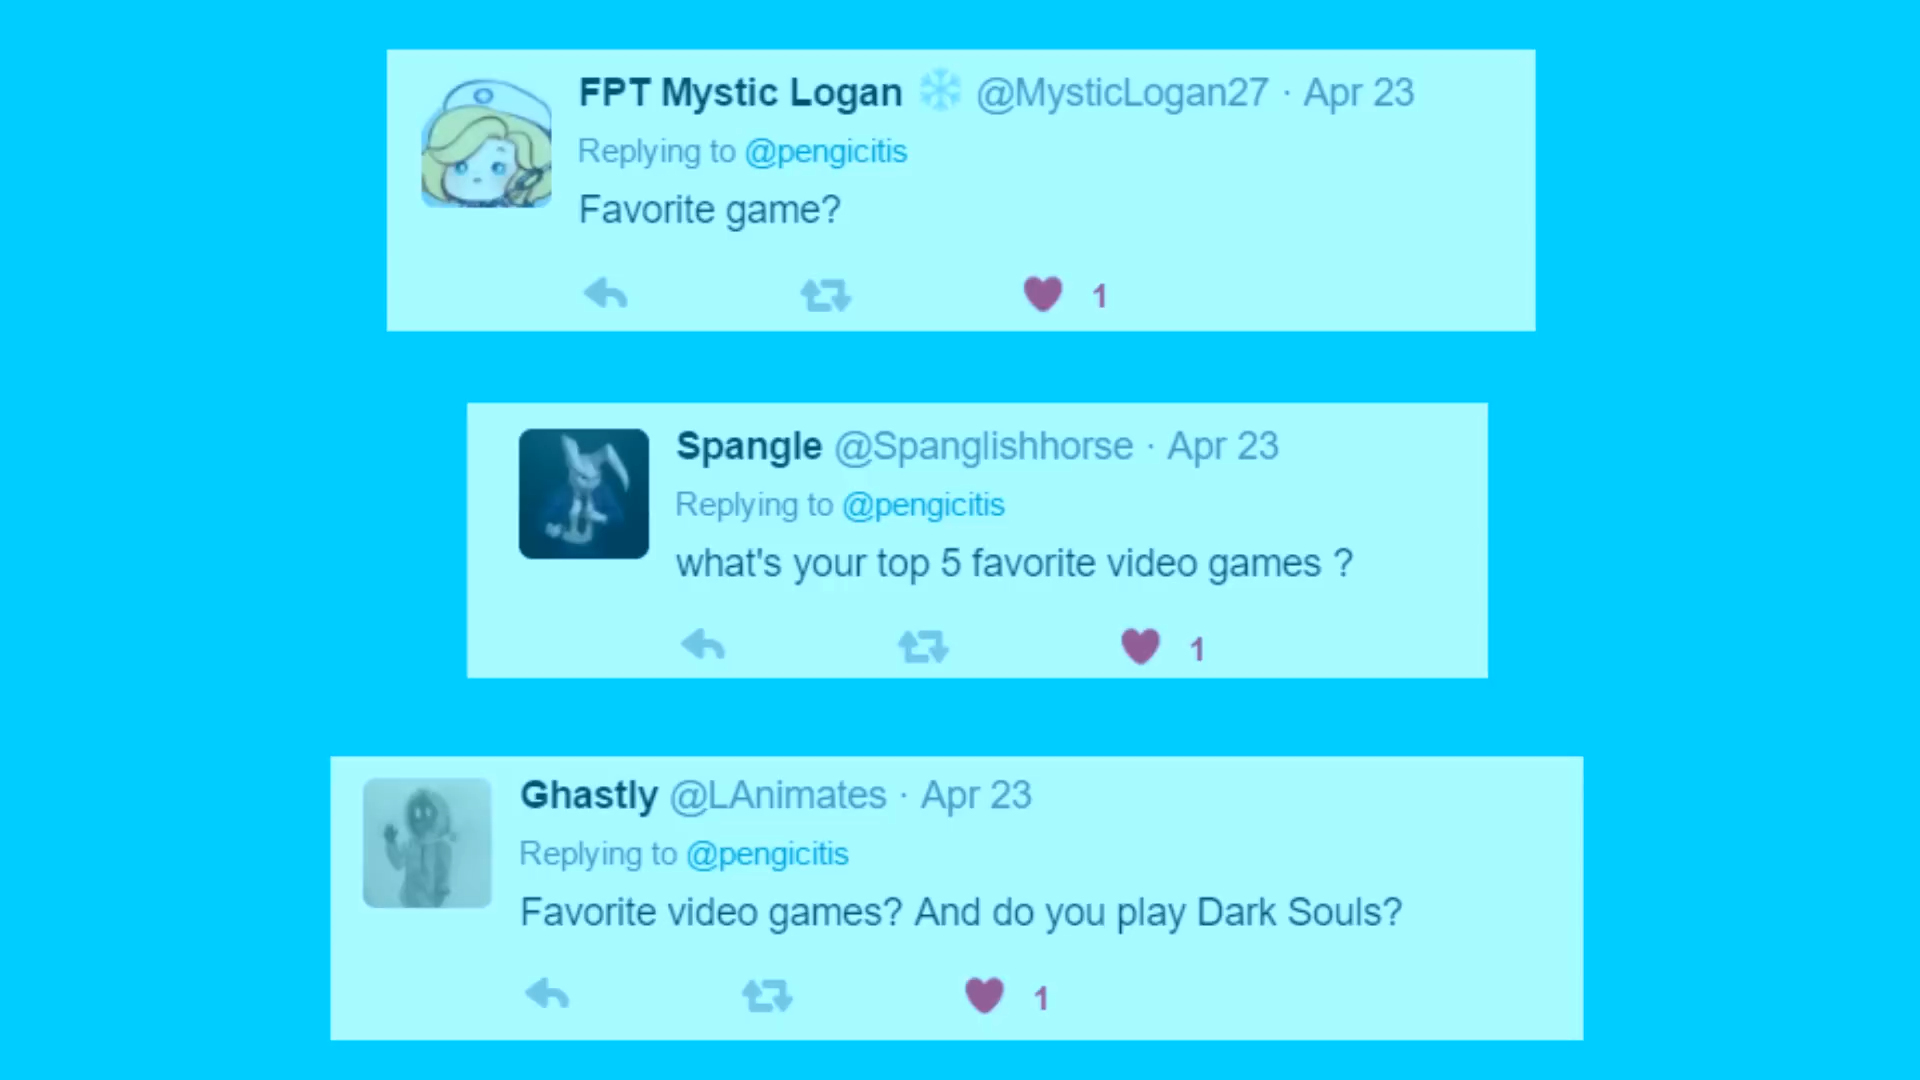 FPT Mystic Logan ❄ @MysticLogan27 · Apr 23
Replying to @pengicitis
Favorite game?
1
Spangle @Spanglishhorse · Apr 23
Replying to @pengicitis
what's your top 5 favorite video games ?
1
Ghastly @LAnimates · Apr 23
Replying to @pengicitis
Favorite video games? And do you play Dark Souls?
1